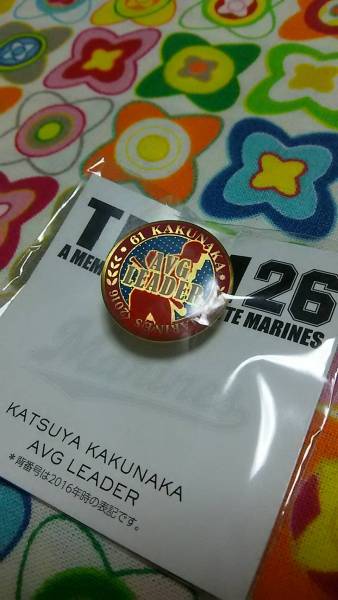 T 126
A MEM TE MARINES
61 KAKUNAKA
AVG
LEADER
MARINES 2016
KATSUYA KAKUNAKA
AVG LEADER
*背番号は2016年時の表記です。